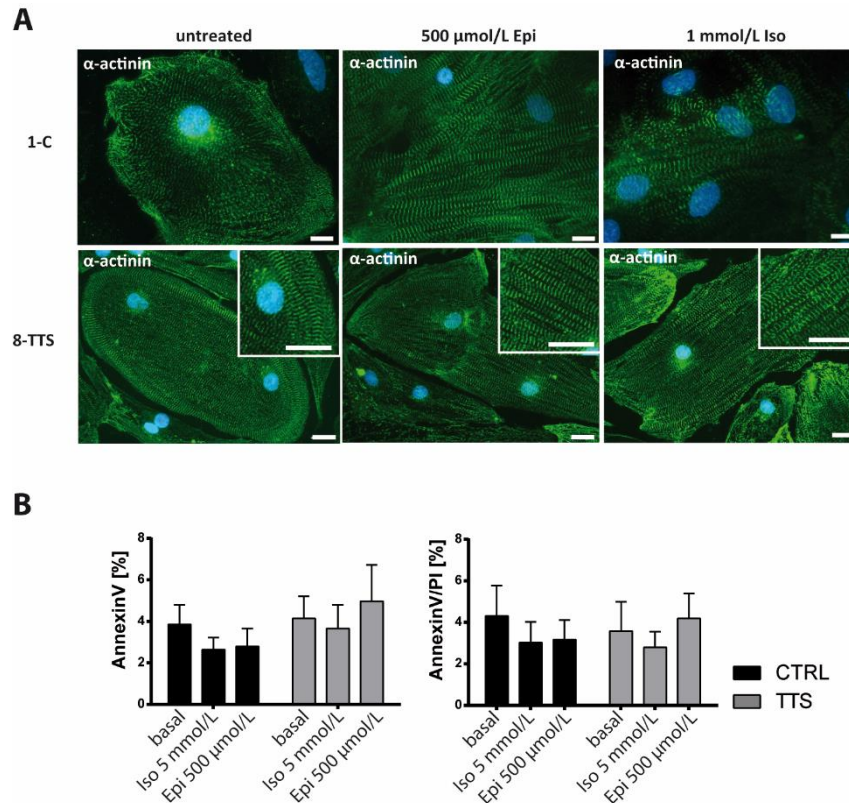 A
untreated
500 µmol/L Epi
1 mmol/L Iso
1-C
α-actinin
α-actinin
α-actinin
8-TTS
α-actinin
α-actinin
α-actinin
B
AnnexinV [%]
8
6
4
2
0
basal
Iso 5 mmol/L
Epi 500 µmol/L
basal
Iso 5 mmol/L
Epi 500 µmol/L
AnnexinV/PI [%]
8
6
4
2
0
basal
Iso 5 mmol/L
Epi 500 µmol/L
basal
Iso 5 mmol/L
Epi 500 µmol/L
CTRL
TTS